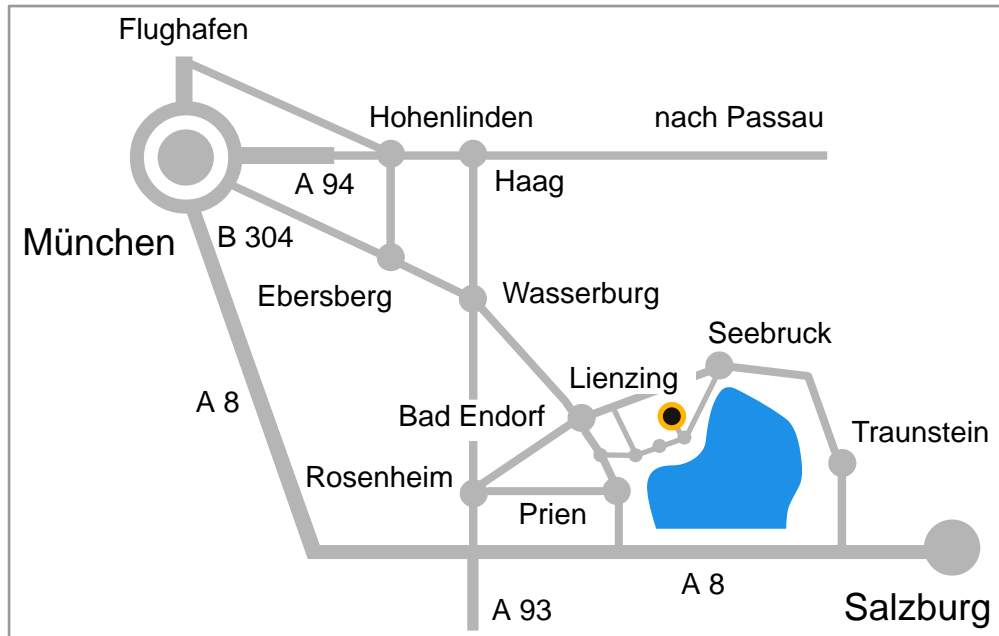 Flughafen
Hohenlinden
nach Passau
A 94
Haag
München
B 304
Ebersberg
Wasserburg
Seebruck
Lienzing
A 8
Bad Endorf
Traunstein
Rosenheim
Prien
A 8
A 93
Salzburg